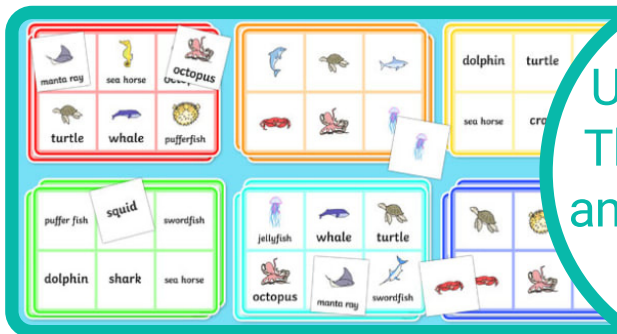 manta ray
sea horse
octopus
turtle
whale
pufferfish
dolphin
turtle
sea horse
puffer fish
squid
swordfish
dolphin
shark
sea horse
jellyfish
whale
turtle
octopus
manta ray
swordfish